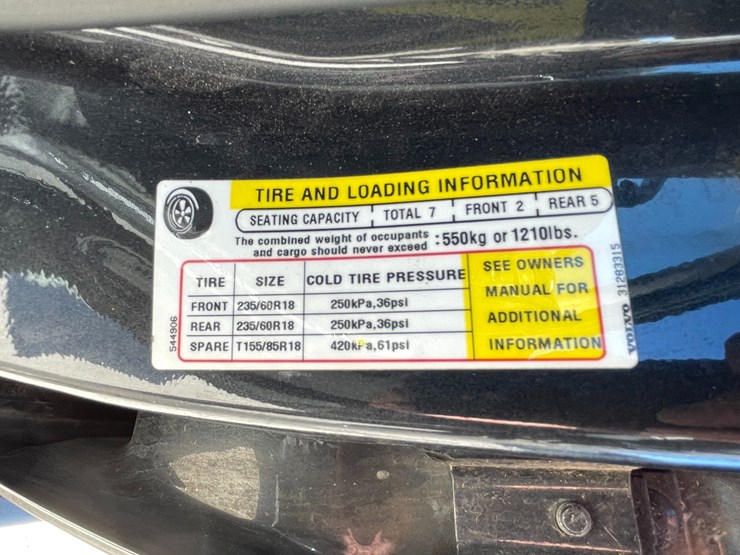 TIRE AND LOADING INFORMATION
SEATING CAPACITY TOTAL 7 FRONT 2 REAR 5
The combined weight of occupants and cargo should never exceed :550kg or 1210lbs.
TIRE SIZE COLD TIRE PRESSURE
FRONT 235/60R18 250kPa,36psi
REAR 235/60R18 250kPa,36psi
SPARE T155/85R18 420kPa,61psi
SEE OWNERS
MANUAL FOR
ADDITIONAL
INFORMATION
544906
VOLVO 31283315